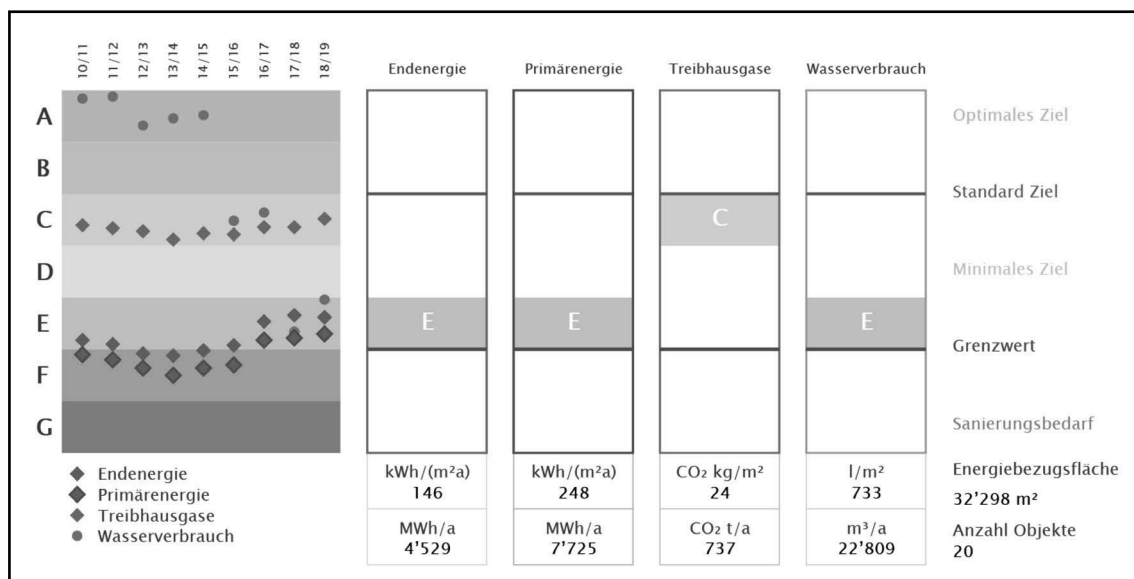 10/11 11/12 12/13 13/14 14/15 15/16 16/17 17/18 18/19
Endenergie Primärenergie Treibhausgase Wasserverbrauch
A
Optimales Ziel
B
Standard Ziel
C
C
D
Minimales Ziel
E
E E E
Grenzwert
F
G
Sanierungsbedarf
Endenergie
Primärenergie
Treibhausgase
Wasserverbrauch
kWh/(m²a) kWh/(m²a) CO₂ kg/m² l/m²
146 248 24 733
MWh/a MWh/a CO₂ t/a m³/a
4’529 7’725 737 22’809
Energiebezugsfläche
32’298 m²
Anzahl Objekte
20